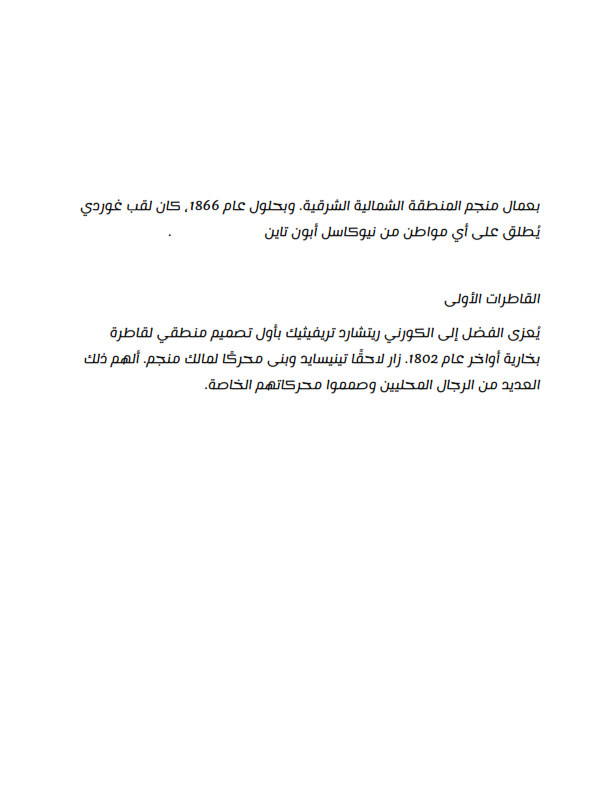 بعمال منجم المنطقة الشمالية الشرقية. وبحلول عام 1866، كان لقب غوردي
يُطلق على أي مواطن من نيوكاسل أبون تاين .
القاطرات الأولى
يُعزى الفضل إلى الكورني ريتشارد تريفيثيك بأول تصميم منطقي لقاطرة
بخارية أواخر عام 1802. زار لاحقًا تينيسايد وبنى محركًا لمالك منجم. ألهم ذلك
العديد من الرجال المحليين وصمموا محركاتهم الخاصة.